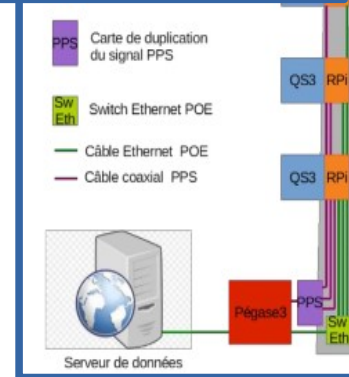 PPS
Carte de duplication
du signal PPS
Sw
Eth
Switch Ethernet POE
Câble Ethernet POE
Câble coaxial PPS
QS3
RPi
QS3
RPi
Pégase3
PPS
Sw
Eth
Serveur de données